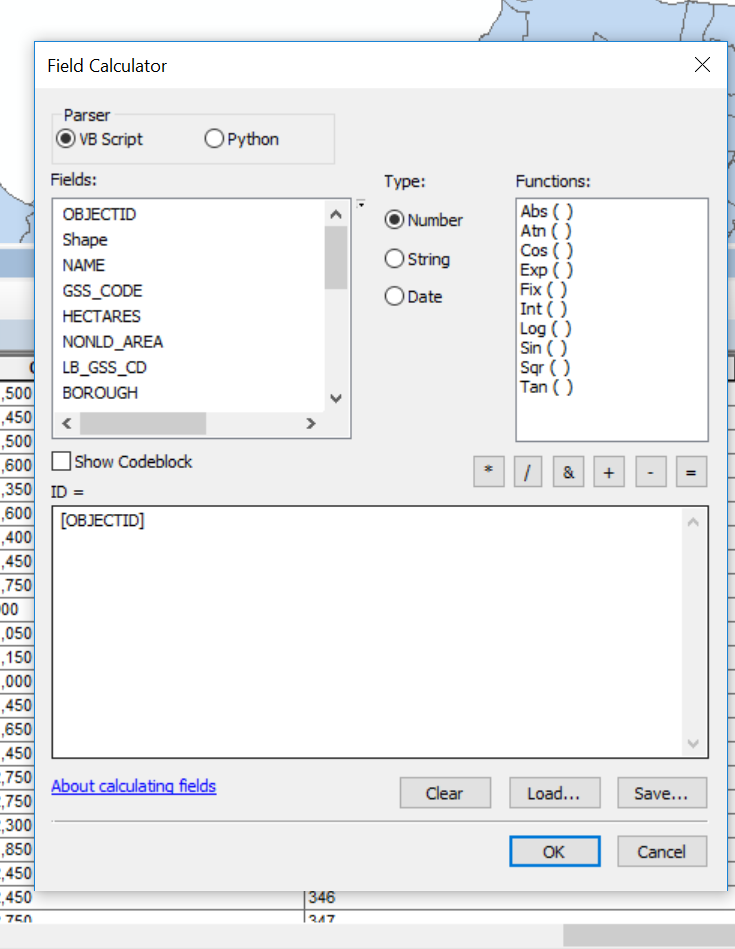 Field Calculator
Parser
VB Script Python
Fields: Type: Functions:
OBJECTID
Shape
NAME
GSS_CODE
HECTARES
NONLD_AREA
LB_GSS_CD
BOROUGH
Number
String
Date
Abs ( )
Atn ( )
Cos ( )
Exp ( )
Fix ( )
Int ( )
Log ( )
Sin ( )
Sqr ( )
Tan ( )
Show Codeblock
* / & + - =
ID =
[OBJECTID]
About calculating fields
Clear Load... Save...
OK Cancel
,500
,450
,500
,600
,350
,600
,400
,450
,750
00
,050
,150
,000
,450
,650
,450
,750
,750
,300
,850
,450
,450 346
,750 347